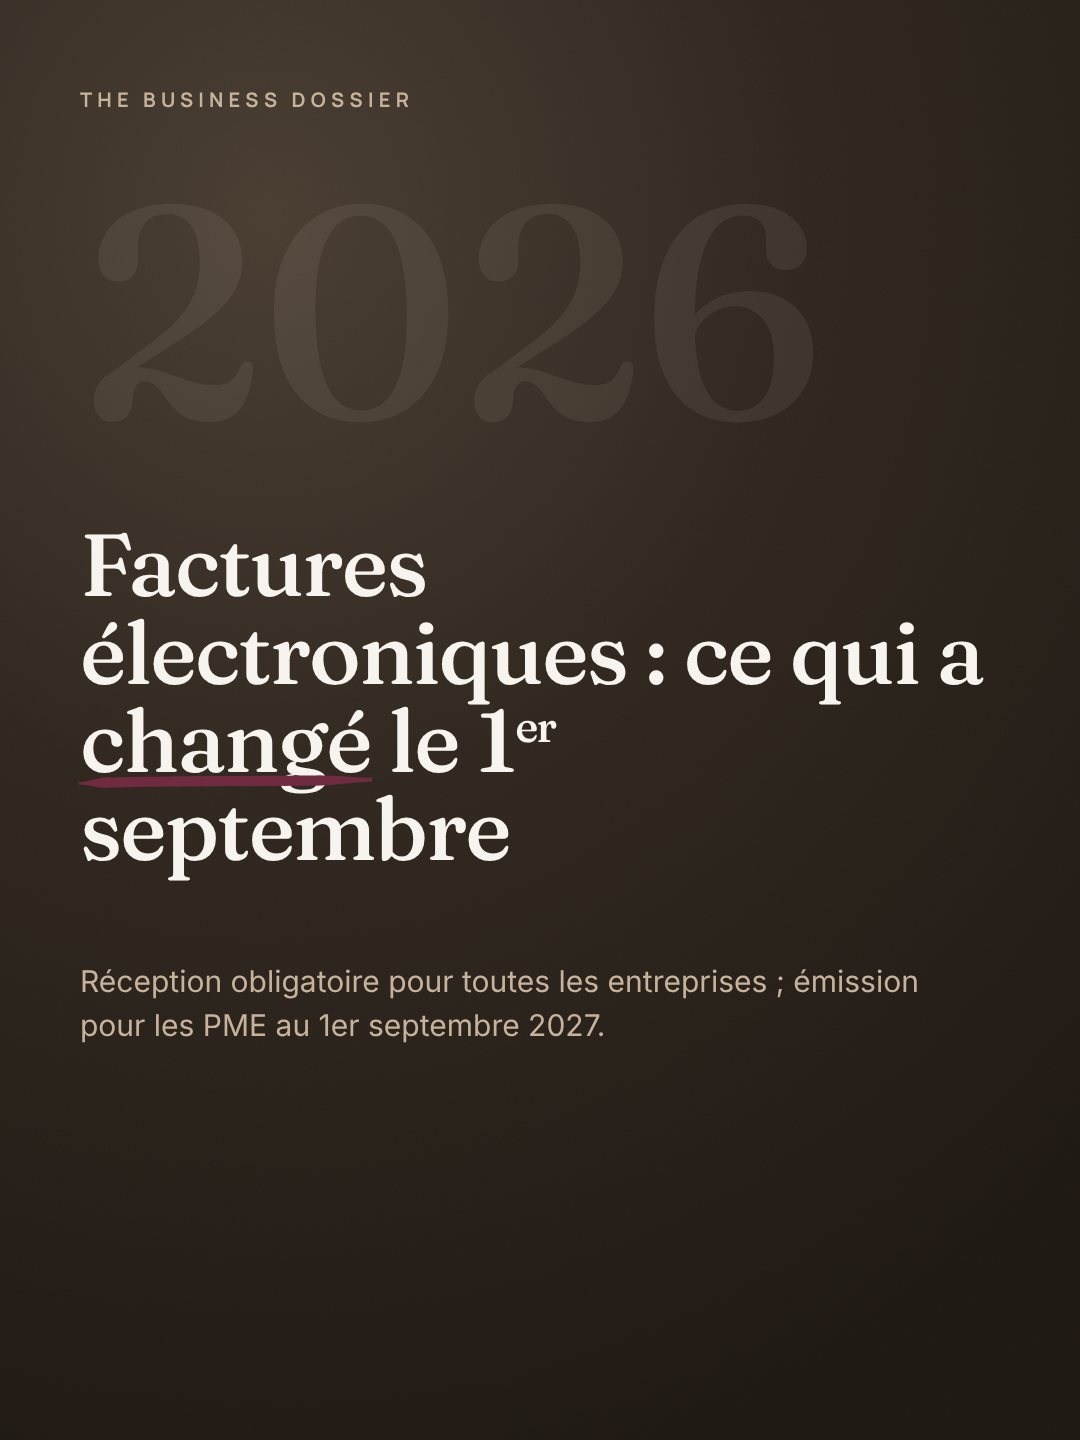 THE BUSINESS DOSSIER
2026
Factures
électroniques : ce qui a
changé le 1er
septembre
Réception obligatoire pour toutes les entreprises ; émission
pour les PME au 1er septembre 2027.